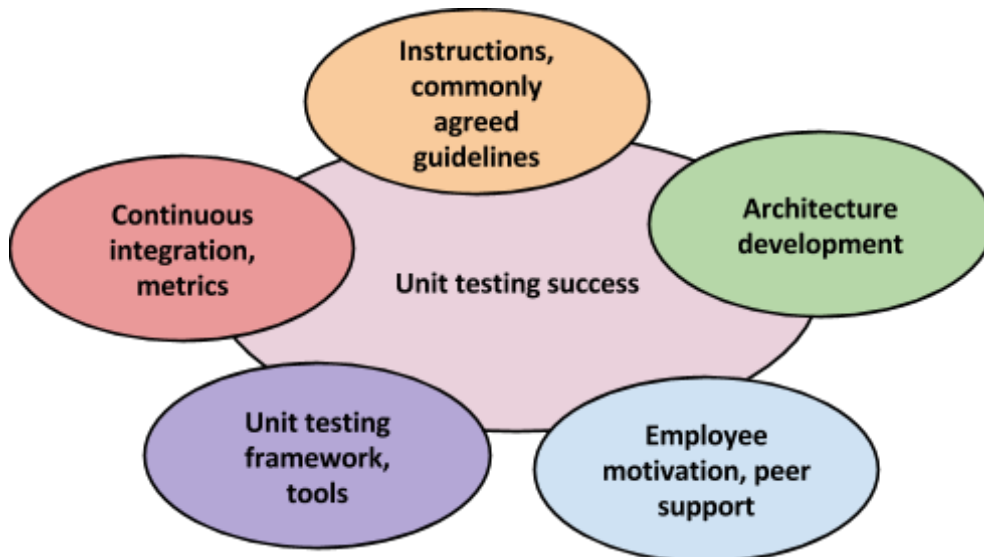 Instructions,
commonly
agreed
guidelines
Continuous
integration,
metrics
Architecture
development
Unit testing success
Unit testing
framework,
tools
Employee
motivation, peer
support